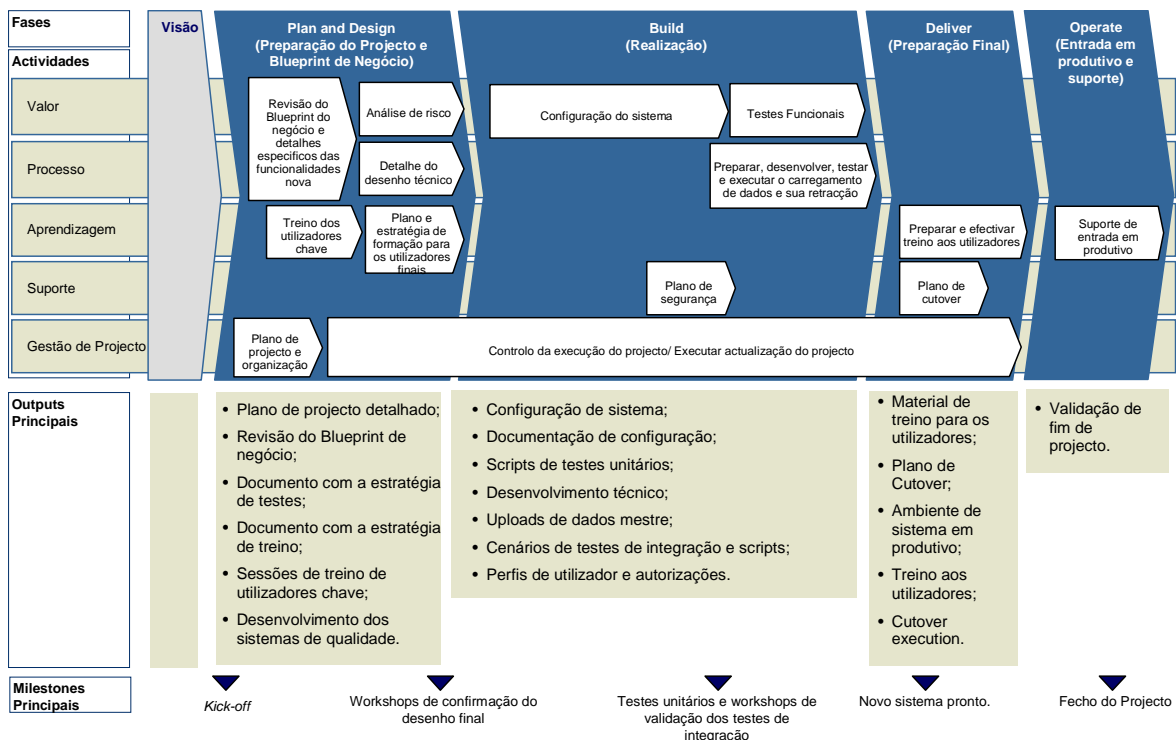 Fases
Visão
Plan and Design
(Preparação do Projecto e
Blueprint de Negócio)
Build
(Realização)
Deliver
(Preparação Final)
Operate
(Entrada em
produtivo e
suporte)
Actividades
Valor
Revisão do
Blueprint do
negócio e
detalhes
especificos das
funcionalidades
nova
Análise de risco
Configuração do sistema
Testes Funcionais
Processo
Detalhe do
desenho técnico
Preparar, desenvolver, testar
e executar o carregamento
de dados e sua retracção
Aprendizagem
Treino dos
utilizadores
chave
Plano e
estratégia de
formação para
os utilizadores
finais
Preparar e efectivar
treino aos utilizadores
Suporte de
entrada em
produtivo
Suporte
Plano de
segurança
Plano de
cutover
Gestão de Projecto
Plano de
projecto e
organização
Controlo da execução do projecto/ Executar actualização do projecto
Outputs
Principais
• Plano de projecto detalhado;
• Revisão do Blueprint de
negócio;
• Documento com a estratégia
de testes;
• Documento com a estratégia
de treino;
• Sessões de treino de
utilizadores chave;
• Desenvolvimento dos
sistemas de qualidade.
• Configuração de sistema;
• Documentação de configuração;
• Scripts de testes unitários;
• Desenvolvimento técnico;
• Uploads de dados mestre;
• Cenários de testes de integração e scripts;
• Perfis de utilizador e autorizações.
• Material de
treino para os
utilizadores;
• Plano de
Cutover;
• Ambiente de
sistema em
produtivo;
• Treino aos
utilizadores;
• Cutover
execution.
• Validação de
fim de
projecto.
Milestones
Principais
Kick-off
Workshops de confirmação do
desenho final
Testes unitários e workshops de
validação dos testes de
integração
Novo sistema pronto.
Fecho do Projecto